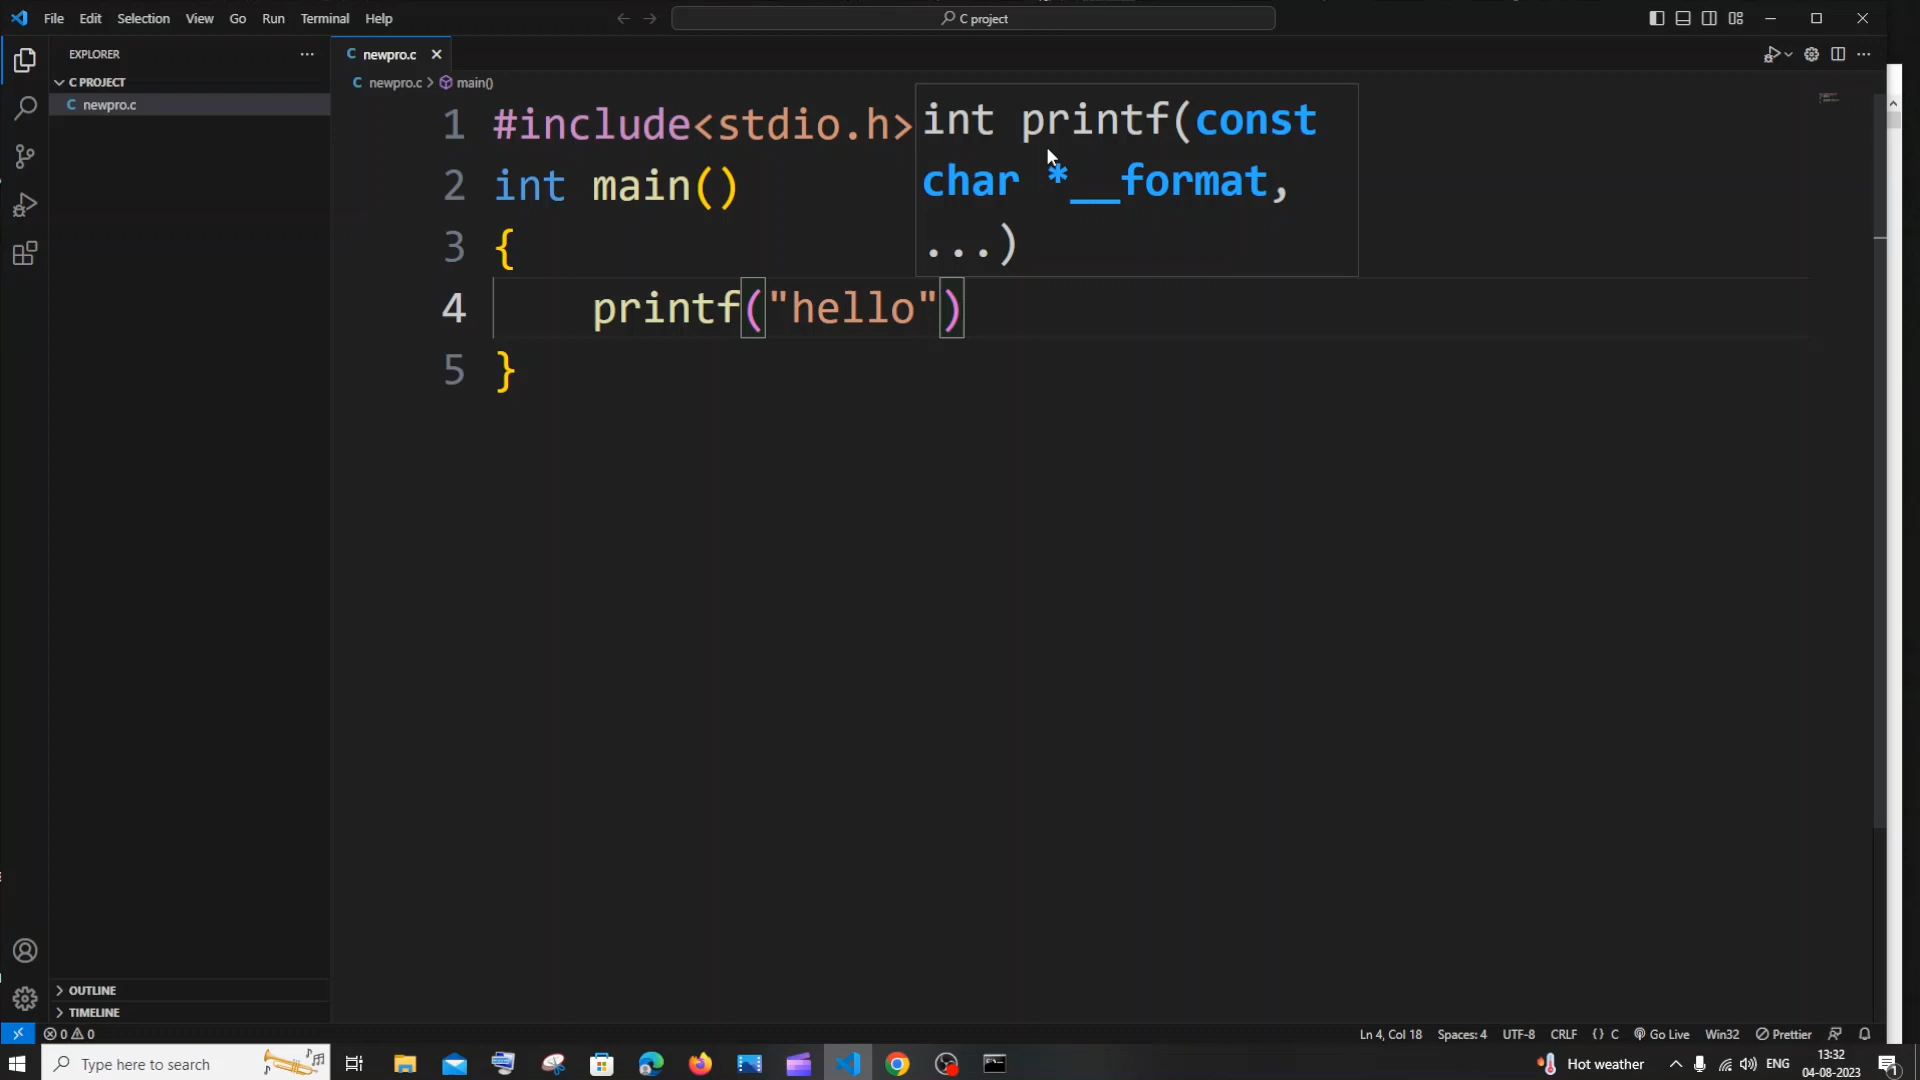 File Edit Selection View Go Run Terminal Help
C project
EXPLORER
C newpro.c
C PROJECT
C newpro.c
C newpro.c > main()
1 #include<stdio.h>
2 int main()
3 {
4 printf("hello")
5 }
int printf(const
char *__format,
...)
OUTLINE
TIMELINE
0 0
Ln 4, Col 18 Spaces: 4 UTF-8 CRLF {} C Go Live Win32 Prettier
Type here to search
Hot weather
ENG
13:32
04-08-2023
1